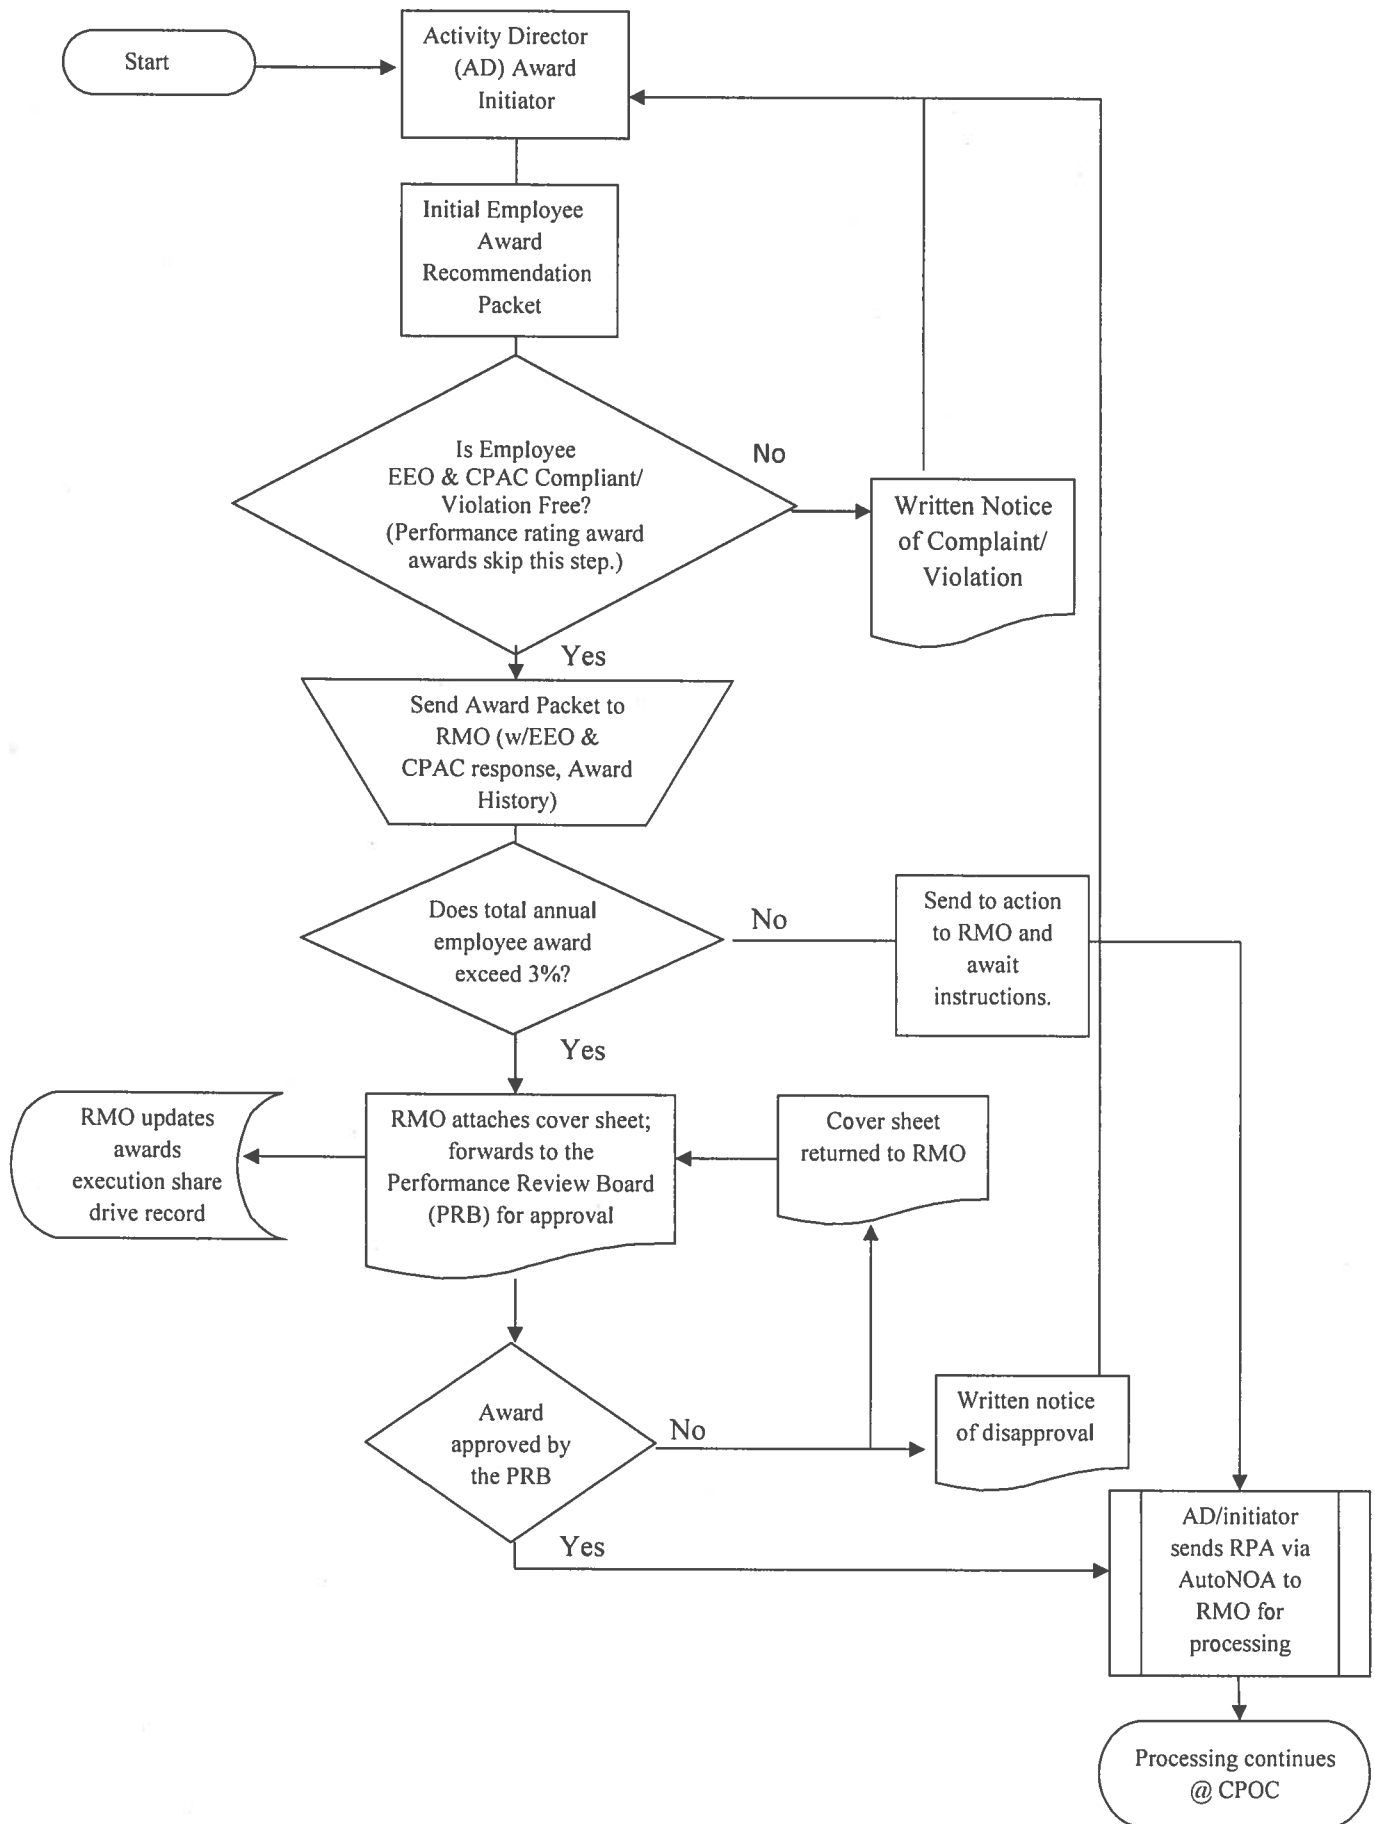 Start
Activity Director
(AD) Award
Initiator
Initial Employee
Award
Recommendation
Packet
Is Employee
EEO & CPAC Compliant/
Violation Free?
(Performance rating award
awards skip this step.)
No
Written Notice
of Complaint/
Violation
Yes
Send Award Packet to
RMO (w/EEO &
CPAC response, Award
History)
Does total annual
employee award
exceed 3%?
No
Send to action
to RMO and
await
instructions.
Yes
RMO updates
awards
execution share
drive record
RMO attaches cover sheet;
forwards to the
Performance Review Board
(PRB) for approval
Cover sheet
returned to RMO
Award
approved by
the PRB
No
Written notice
of disapproval
Yes
AD/initiator
sends RPA via
AutoNOA to
RMO for
processing
Processing continues
@ CPOC